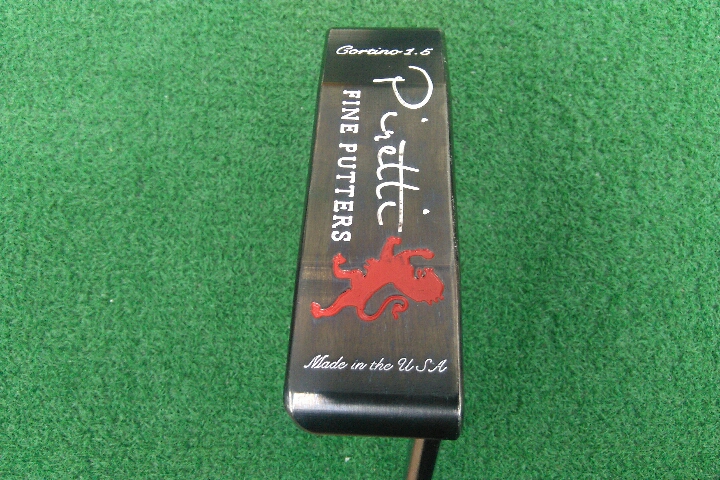 Cortino 1.5
Piretti
FINE PUTTERS
Made in the USA